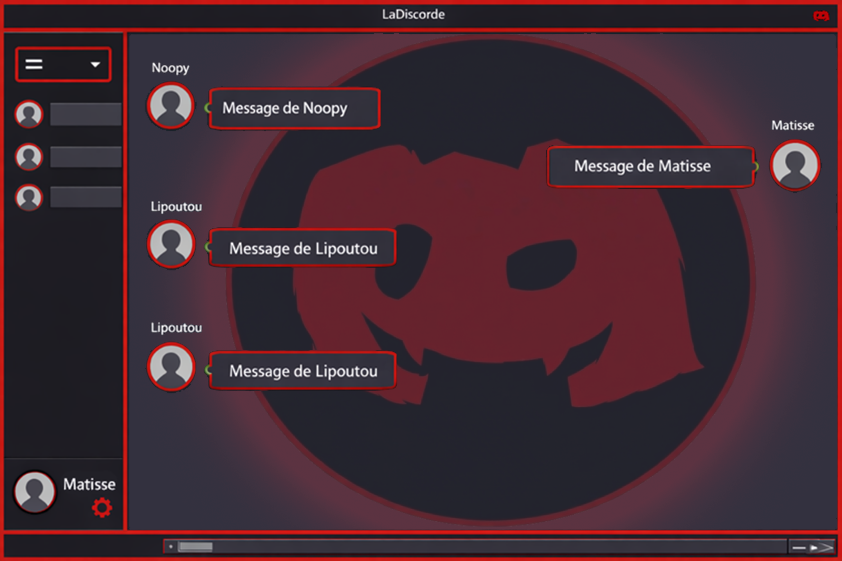 LaDiscorde
Noopy
Message de Noopy
Matisse
Message de Matisse
Lipoutou
Message de Lipoutou
Lipoutou
Message de Lipoutou
Matisse